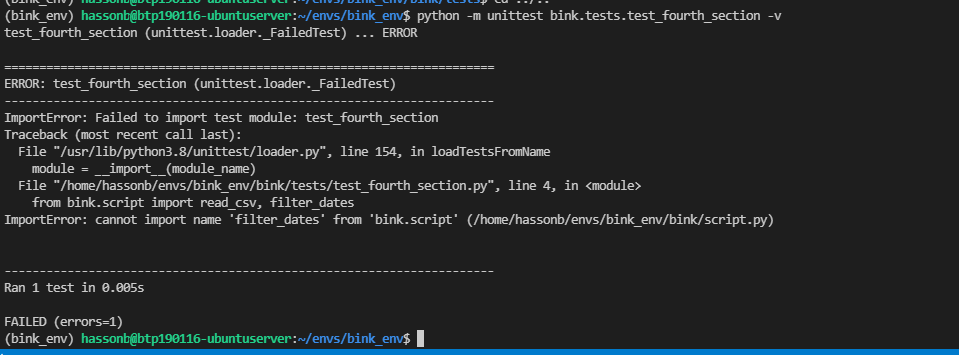 (bink_env) hassonb@btp190116-ubuntuserver:~/envs/bink_env/bink/tests$ cd ../..
(bink_env) hassonb@btp190116-ubuntuserver:~/envs/bink_env$ python -m unittest bink.tests.test_fourth_section -v
test_fourth_section (unittest.loader._FailedTest) ... ERROR
======================================================================
ERROR: test_fourth_section (unittest.loader._FailedTest)
----------------------------------------------------------------------
ImportError: Failed to import test module: test_fourth_section
Traceback (most recent call last):
  File "/usr/lib/python3.8/unittest/loader.py", line 154, in loadTestsFromName
    module = __import__(module_name)
  File "/home/hassonb/envs/bink_env/bink/tests/test_fourth_section.py", line 4, in <module>
    from bink.script import read_csv, filter_dates
ImportError: cannot import name 'filter_dates' from 'bink.script' (/home/hassonb/envs/bink_env/bink/script.py)
----------------------------------------------------------------------
Ran 1 test in 0.005s
FAILED (errors=1)
(bink_env) hassonb@btp190116-ubuntuserver:~/envs/bink_env$